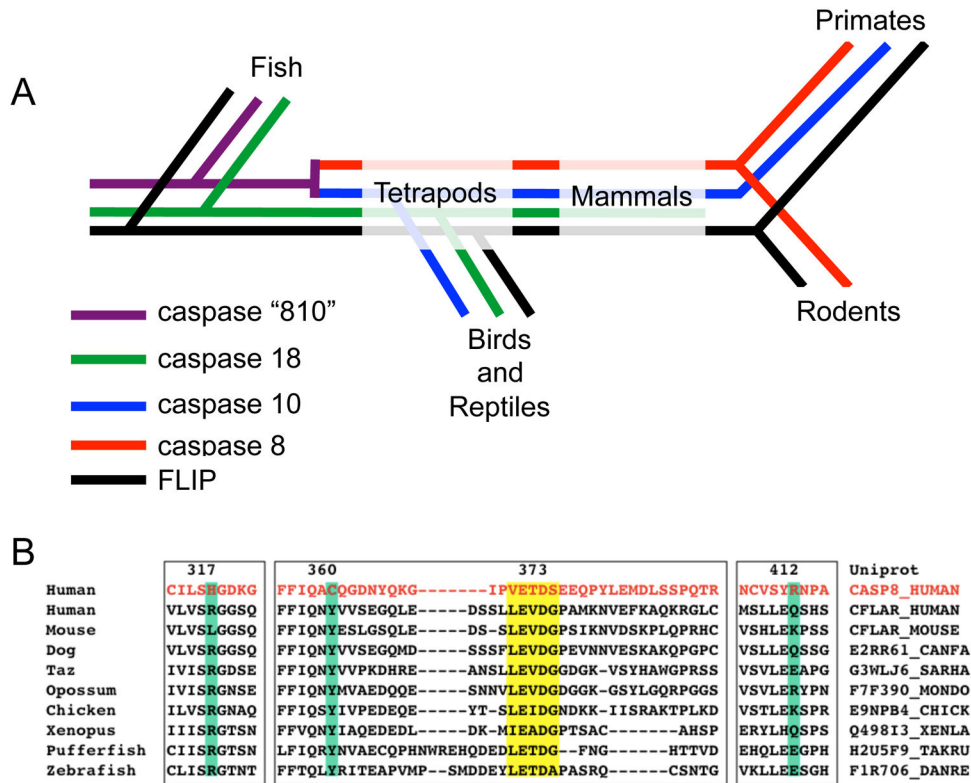 A
Fish
Primates
Tetrapods
Mammals
Birds
and
Reptiles
Rodents
caspase “810”
caspase 18
caspase 10
caspase 8
FLIP
B
317 360 373 412 Uniprot
Human CILSHGDKG FFIQACQGDNYQKG-------IPVETDSEEQPYLEMDLSSPQTR NCVSYRNPA CASP8_HUMAN
Human VLVSRGGSQ FFIQNYVVSEGQLE-----DSSLLEVDGPAMKNVEFKAQKRGLC MSLLEQSHS CFLAR_HUMAN
Mouse VLVSLGGSQ FFIQNYESLGSQLE-----DS-SLEVDGPSIKNVDSKPLQPRHC VSHLEKPSS CFLAR_MOUSE
Dog VLVSRGGSQ FFIQNYVVSEGQMD-----SSSFLEVDGPEVNNVESKAKQPGPC VSLLEQSSG E2RR61_CANFA
Taz IVISRGDSE FFIQNYVVPKDHRE-----ANSLLEVDGGDGK-VSYHAWGPRSS VSVLEEAPG G3WLJ6_SARHA
Opossum IVISRGNSE FFIQNYMVAEDQQE-----SNNVLEVDGDGGK-GSYLGQRPGGS VSVLERYPN F7F390_MONDO
Chicken IIISRGNAQ FFIQSYIVPEDEQE-----YT-SLEIDGNDKK-IISRAKTPLKD VSTLEKSPR E9NPB4_CHICK
Xenopus IIISRGTSN FFVQNYVIAQEDEDL----DK-MIEADGPTSAC------AHSP ERYLHQSPS Q498I3_XENLA
Pufferfish CIISRGTSN LFIQRYNVAECQPHNWREHQDEDLETDG--FNG----HTTVD EHQLEEGPH H2U5F9_TAKRU
Zebrafish CLISRGTNT FFTQLYRITEAPVMP-SMDDEYLETDAPASRQ------CSNTG VKLLEESGH F1R706_DANRE